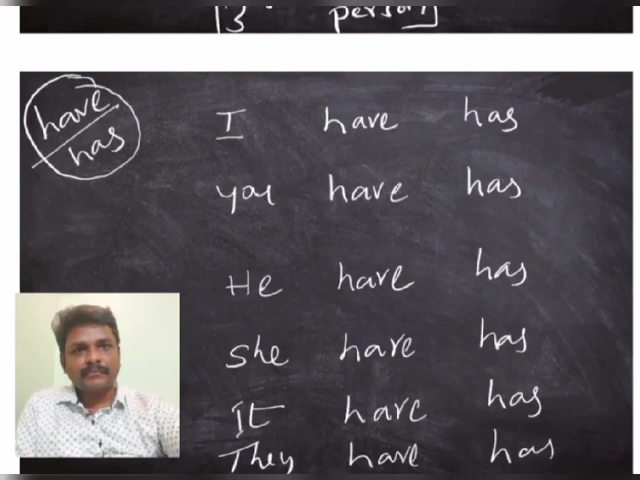 13 person
have
has
I have has
you have has
He have has
she have has
It have has
They have has